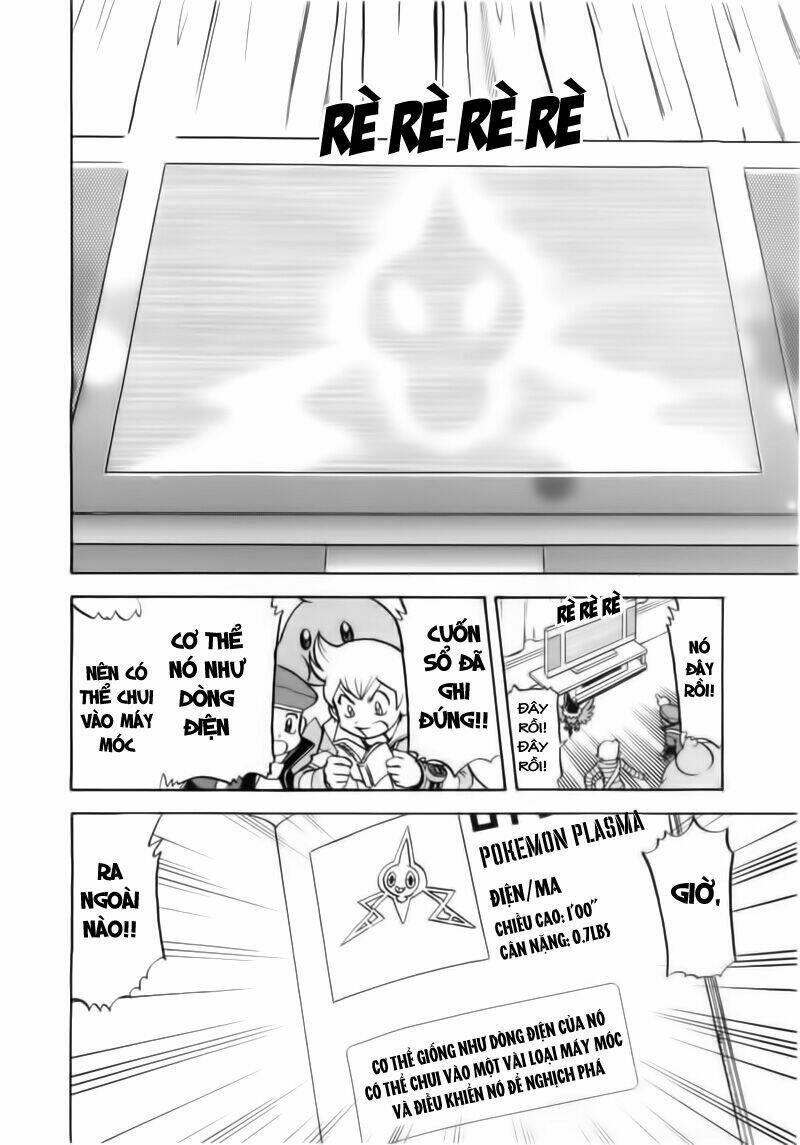 RÈ RÈ RÈ RÈ
RÈ RÈ RÈ
NÓ
ĐÂY
RỒI!
ĐÂY
RỒI!
ĐÂY
RỒI!
CUỐN
SỔ ĐÃ
GHI
ĐÚNG!!
CƠ THỂ
NÓ NHƯ
DÒNG
ĐIỆN
NÊN CÓ
THỂ CHUI
VÀO MÁY
MÓC
GIỜ,
POKEMON PLASMA
ĐIỆN/MA
CHIỀU CAO: 1'00"
CÂN NẶNG: 0.7LBS
CƠ THỂ GIỐNG NHƯ DÒNG ĐIỆN CỦA NÓ
CÓ THỂ CHUI VÀO MỘT VÀI LOẠI MÁY MÓC
VÀ ĐIỀU KHIỂN NÓ ĐỂ NGHỊCH PHÁ
RA
NGOÀI
NÀO!!